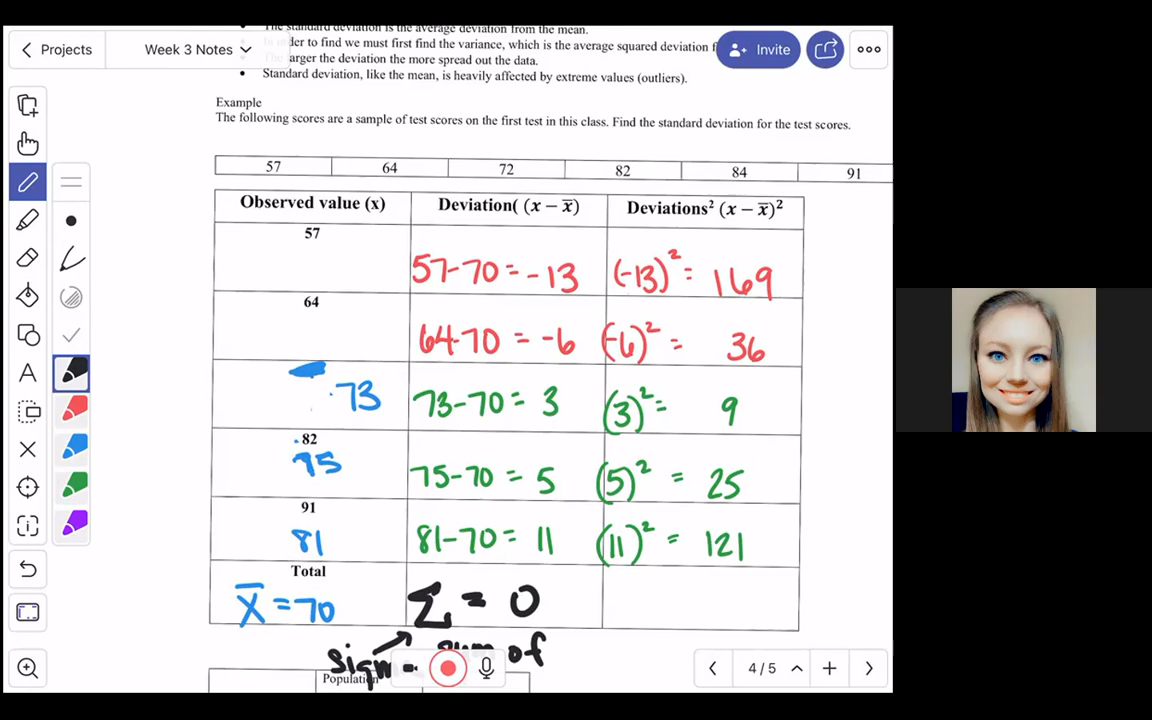 The standard deviation is the average deviation from the mean.
Projects
Week 3 Notes
Invite
der to find we must first find the variance, which is the average squared deviation f
The larger the deviation the more spread out the data.
Standard deviation, like the mean, is heavily affected by extreme values (outliers).
Example
The following scores are a sample of test scores on the first test in this class. Find the standard deviation for the test scores.
57 64 72 82 84 91
Observed value (x) Deviation( (x − x̅) Deviations² (x − x̅)²
57
57-70 = -13 (-13)² = 169
64
64-70 = -6 (-6)² = 36
73 73-70 = 3 (3)² = 9
82
75 75-70 = 5 (5)² = 25
91
81 81-70 = 11 (11)² = 121
Total
x̅ = 70 Σ = 0
sigm sum of
Population
4/5